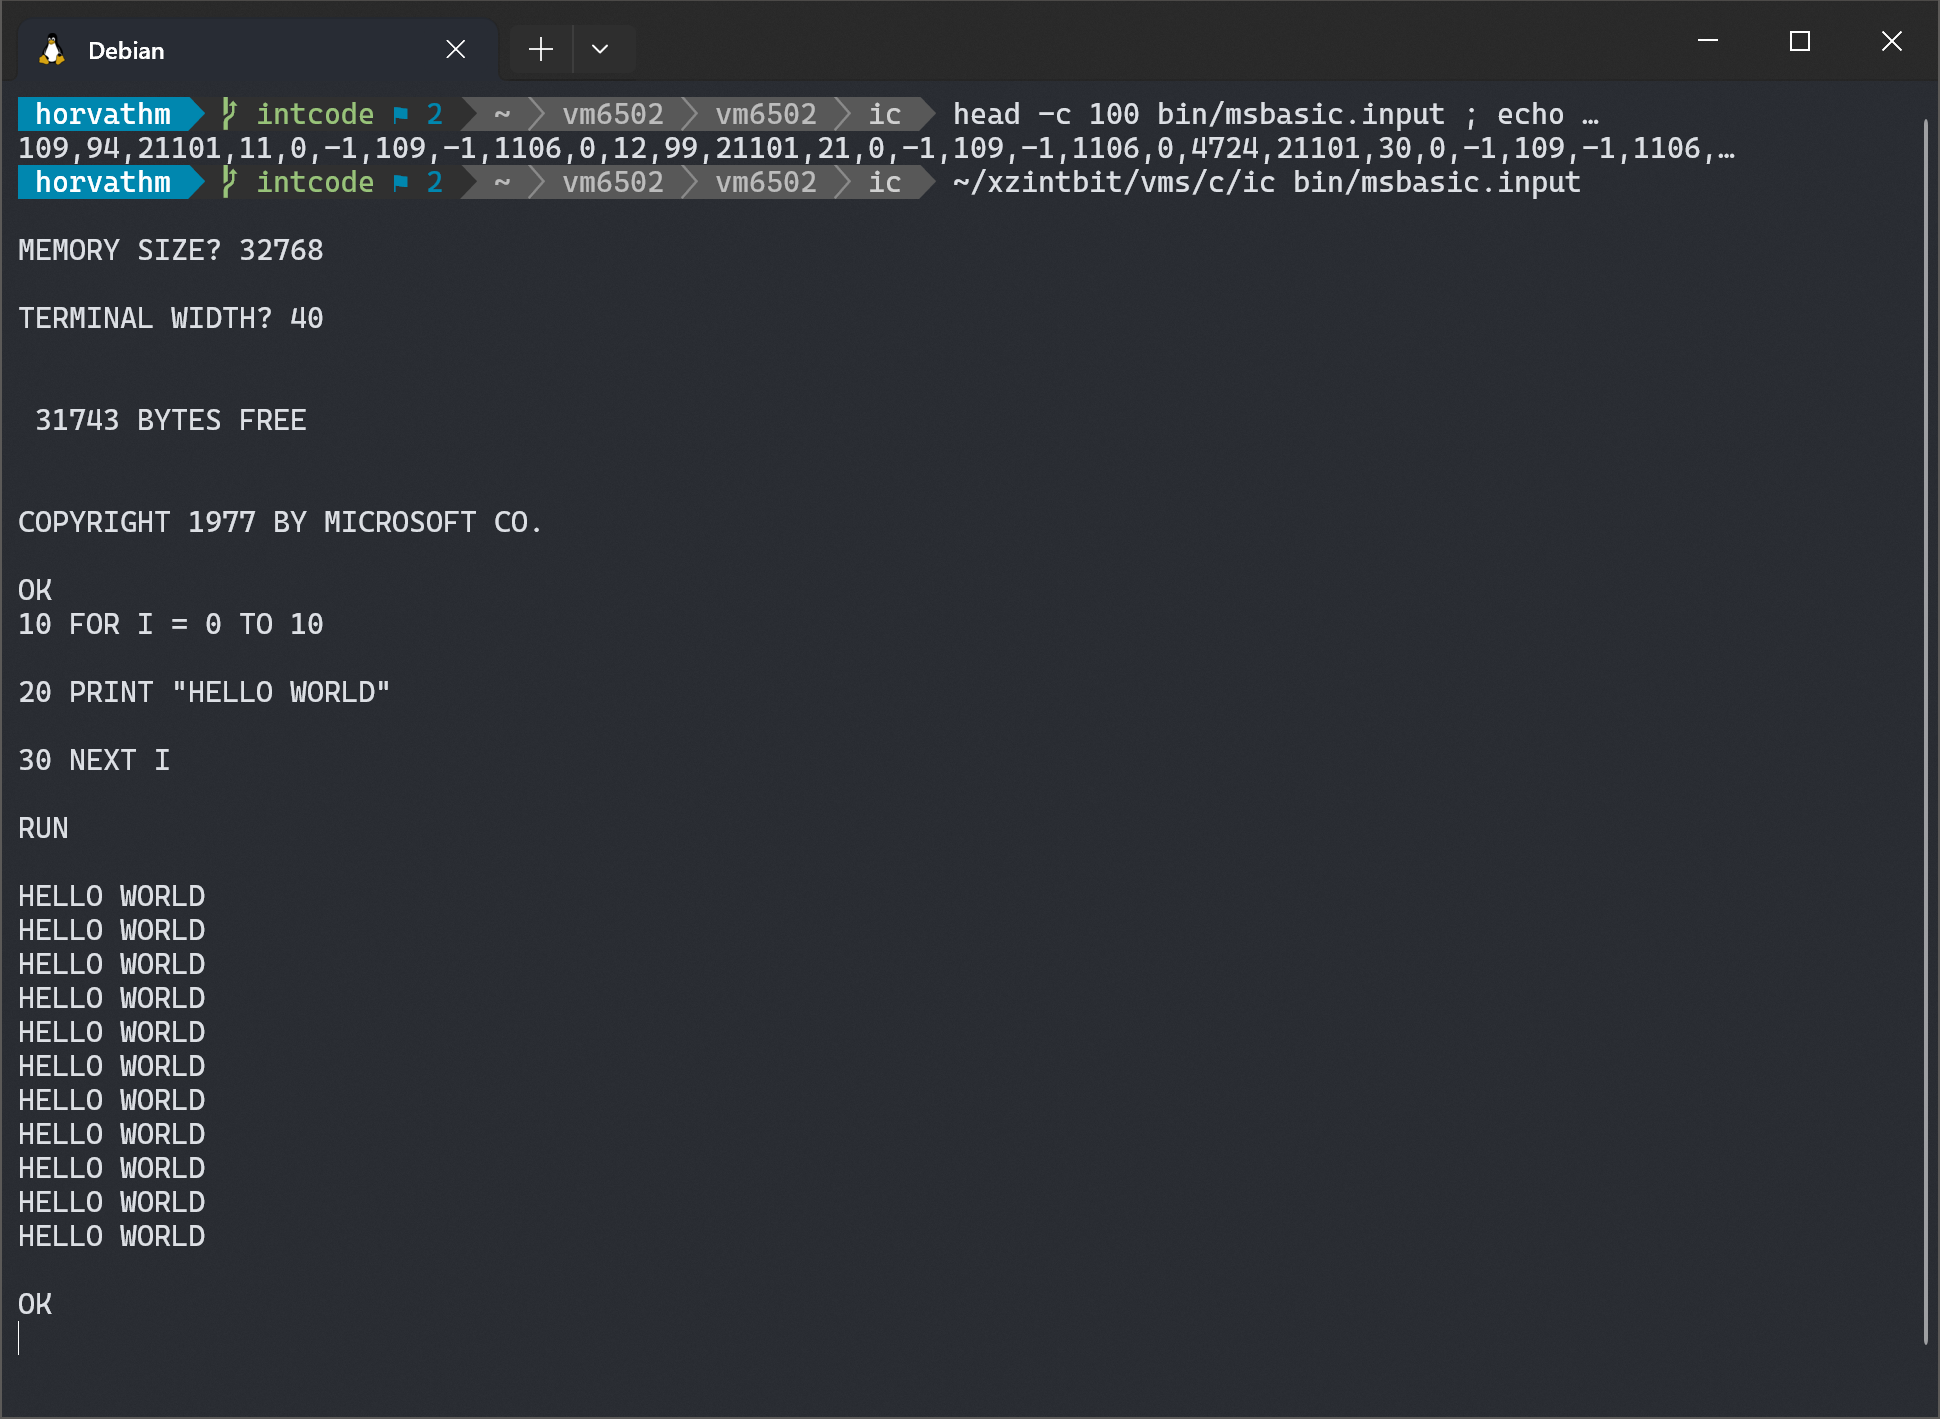 Debian
horvathm intcode 2 ~ vm6502 vm6502 ic head -c 100 bin/msbasic.input ; echo …
109,94,21101,11,0,-1,109,-1,1106,0,12,99,21101,21,0,-1,109,-1,1106,0,4724,21101,30,0,-1,109,-1,1106,…
horvathm intcode 2 ~ vm6502 vm6502 ic ~/xzintbit/vms/c/ic bin/msbasic.input
MEMORY SIZE? 32768
TERMINAL WIDTH? 40
31743 BYTES FREE
COPYRIGHT 1977 BY MICROSOFT CO.
OK
10 FOR I = 0 TO 10
20 PRINT "HELLO WORLD"
30 NEXT I
RUN
HELLO WORLD
HELLO WORLD
HELLO WORLD
HELLO WORLD
HELLO WORLD
HELLO WORLD
HELLO WORLD
HELLO WORLD
HELLO WORLD
HELLO WORLD
HELLO WORLD
OK